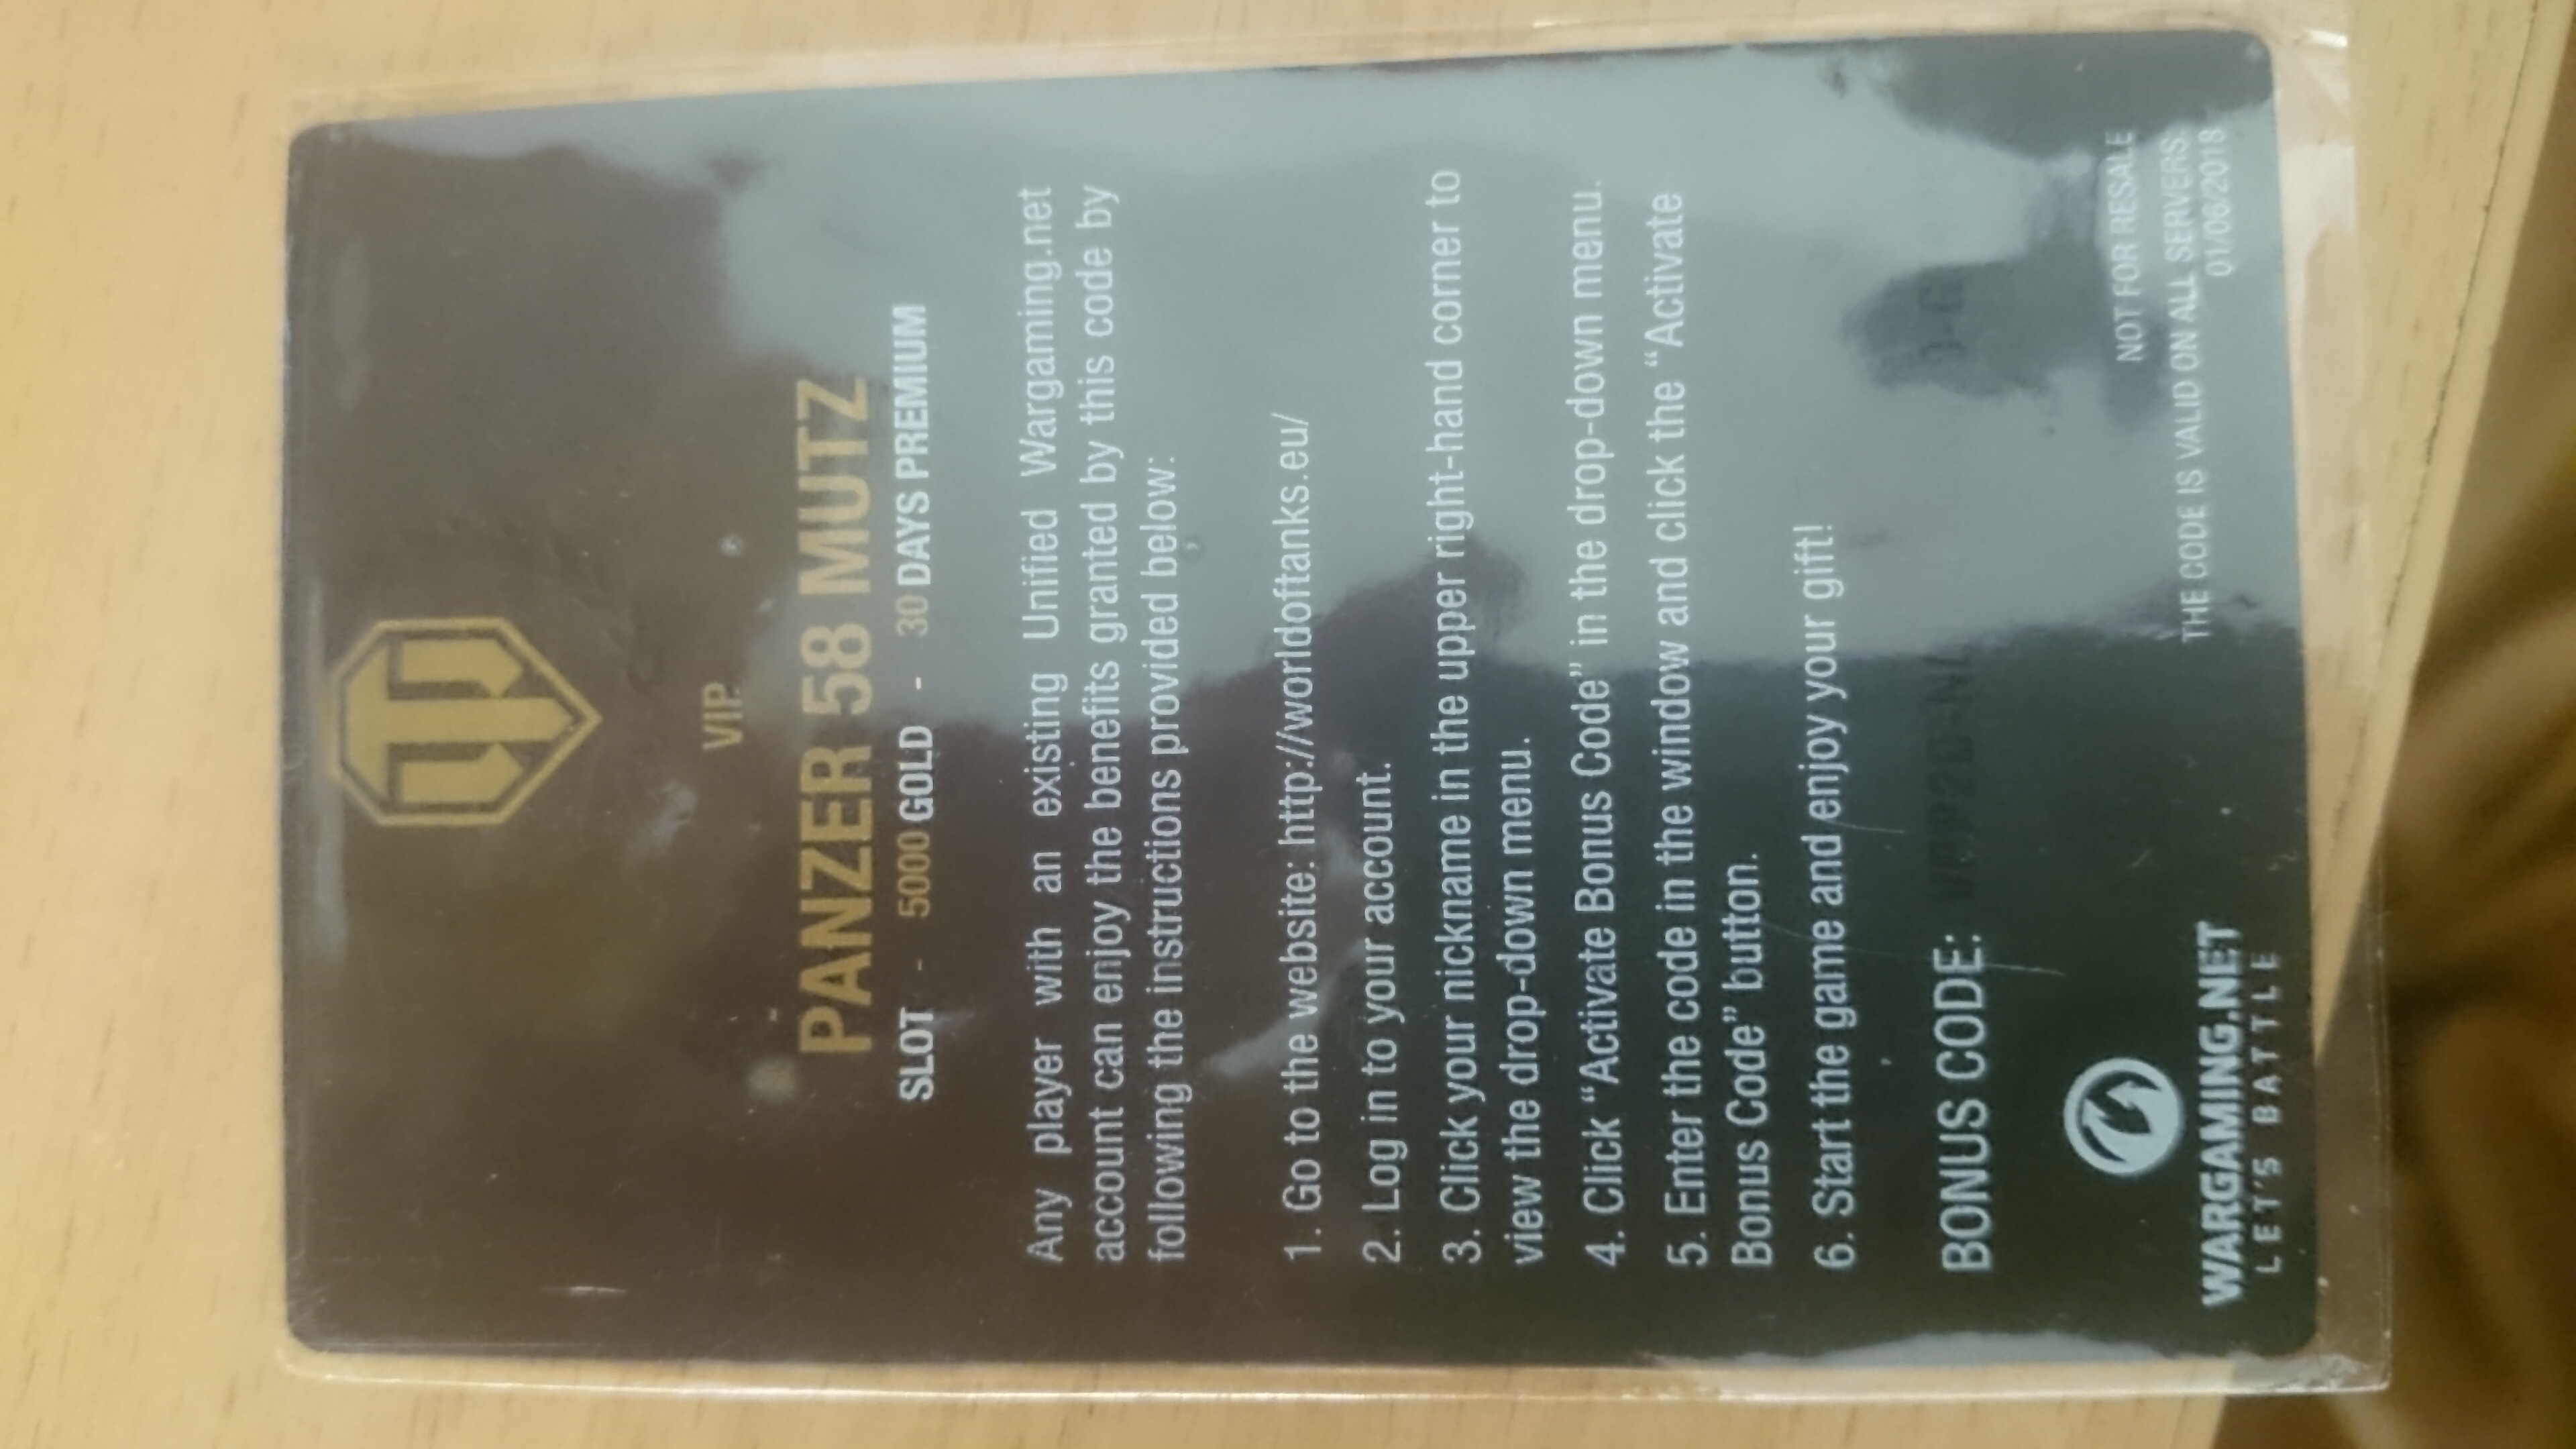 VIP
PANZER 58 MUTZ
SLOT - 5000 GOLD - 30 DAYS PREMIUM
Any player with an existing Unified Wargaming.net
account can enjoy the benefits granted by this code by
following the instructions provided below:
1. Go to the website: http://worldoftanks.eu/
2. Log in to your account.
3. Click your nickname in the upper right-hand corner to
view the drop-down menu.
4. Click “Activate Bonus Code” in the drop-down menu.
5. Enter the code in the window and click the “Activate
Bonus Code” button.
6. Start the game and enjoy your gift!
BONUS CODE:
WARGAMING.NET
LET'S BATTLE
NOT FOR RESALE
THE CODE IS VALID ON ALL SERVERS.
01/06/2018